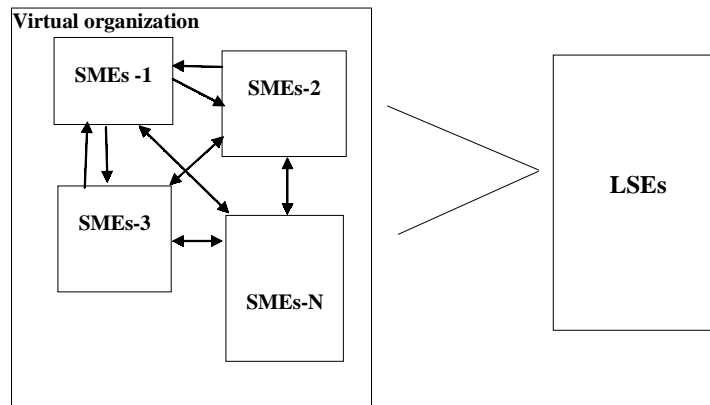 Virtual organization
SMEs -1
SMEs-2
SMEs-3
SMEs-N
LSEs